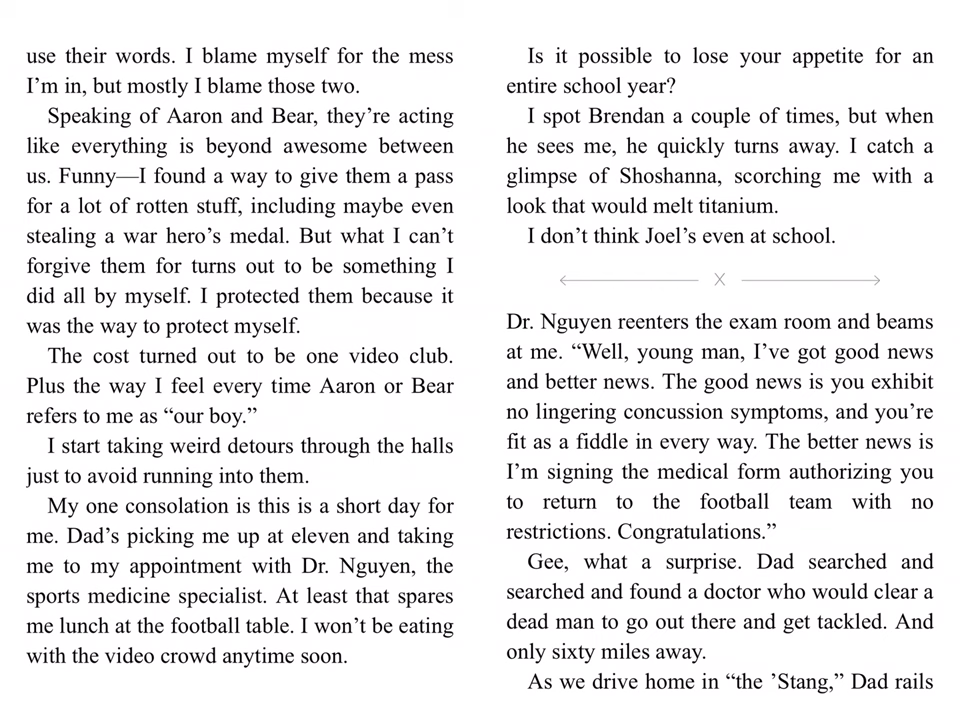 use their words. I blame myself for the mess
I’m in, but mostly I blame those two.
Speaking of Aaron and Bear, they’re acting
like everything is beyond awesome between
us. Funny—I found a way to give them a pass
for a lot of rotten stuff, including maybe even
stealing a war hero’s medal. But what I can’t
forgive them for turns out to be something I
did all by myself. I protected them because it
was the way to protect myself.
The cost turned out to be one video club.
Plus the way I feel every time Aaron or Bear
refers to me as “our boy.”
I start taking weird detours through the halls
just to avoid running into them.
My one consolation is this is a short day for
me. Dad’s picking me up at eleven and taking
me to my appointment with Dr. Nguyen, the
sports medicine specialist. At least that spares
me lunch at the football table. I won’t be eating
with the video crowd anytime soon.
Is it possible to lose your appetite for an
entire school year?
I spot Brendan a couple of times, but when
he sees me, he quickly turns away. I catch a
glimpse of Shoshanna, scorching me with a
look that would melt titanium.
I don’t think Joel’s even at school.
X
Dr. Nguyen reenters the exam room and beams
at me. “Well, young man, I’ve got good news
and better news. The good news is you exhibit
no lingering concussion symptoms, and you’re
fit as a fiddle in every way. The better news is
I’m signing the medical form authorizing you
to return to the football team with no
restrictions. Congratulations.”
Gee, what a surprise. Dad searched and
searched and found a doctor who would clear a
dead man to go out there and get tackled. And
only sixty miles away.
As we drive home in “the ’Stang,” Dad rails